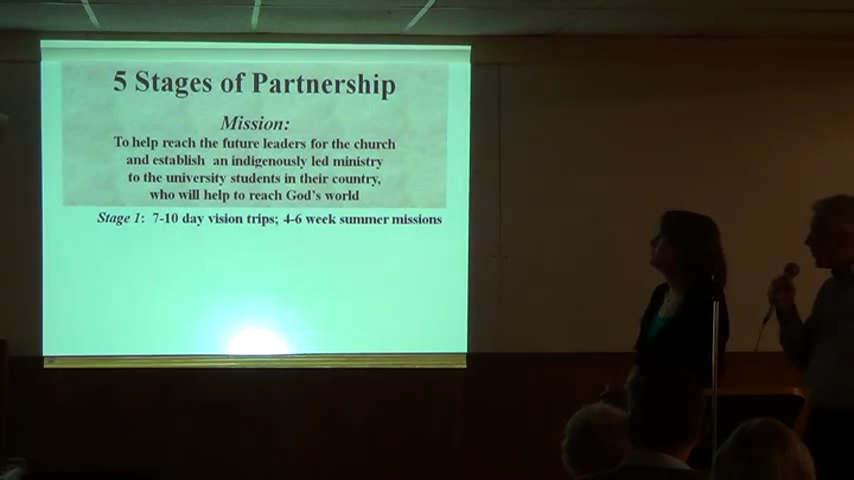 5 Stages of Partnership
Mission:
To help reach the future leaders for the church
and establish an indigenously led ministry
to the university students in their country,
who will help to reach God's world
Stage 1: 7-10 day vision trips; 4-6 week summer missions